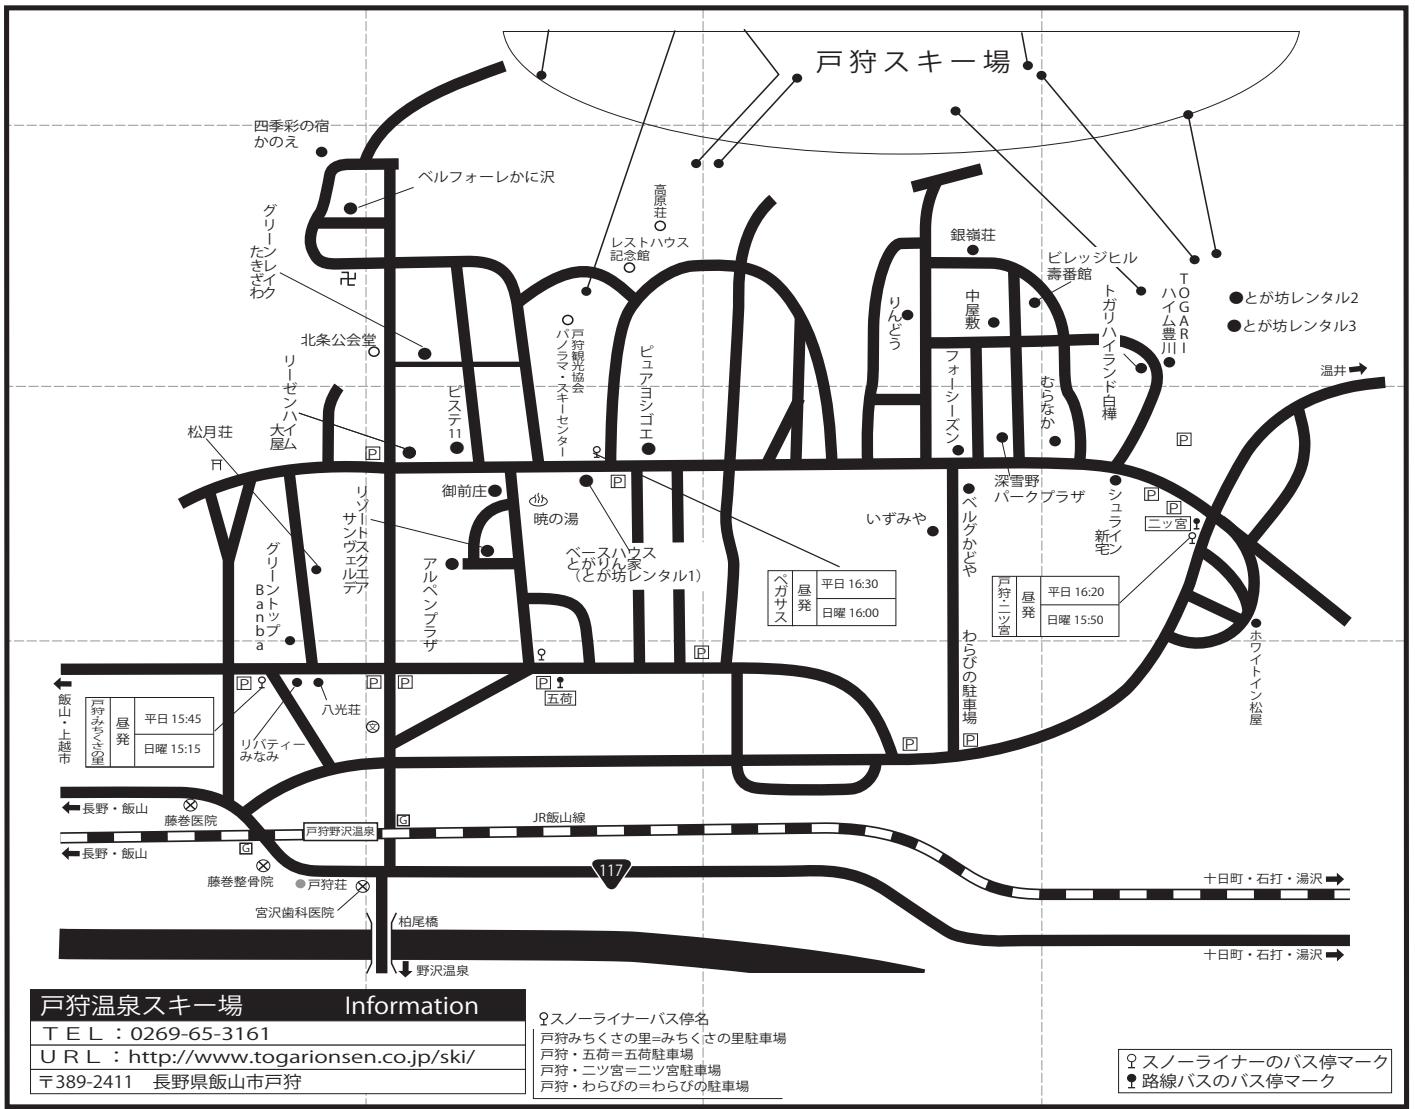 戸狩スキー場
四季彩の宿
かのえ
ベルフォーレかに沢
グリーンレイク
たきざわ
高原荘
レストハウス
記念館
銀嶺荘
ビレッジヒル
壽番館
りんどう
中屋敷
トガリハイランド白樺
TOGARI
ハイム豊川
とが坊レンタル2
とが坊レンタル3
卍
北条公会堂
リーゼンハイム
大屋
戸狩観光協会
パノラマ・スキーセンター
ピュアヨシゴエ
ピステ11
フォーシーズン
むらなか
温井
松月荘
P
P
P
御前庄
暁の湯
リゾートスクエア
サンヴェルデ
グリーントップ
Banba
アルペンプラザ
ベースハウス
とがりん家
(とが坊レンタル1)
いずみや
ベルグかどや
深雪野
パークプラザ
シュライン
新宅
P
P
二ッ宮
ペガサス
昼発
平日 16:30
日曜 16:00
戸狩・二ツ宮
昼発
平日 16:20
日曜 15:50
わらびの駐車場
ホワイトイン松屋
飯山・上越市
戸狩みちくさの里
昼発
平日 15:45
日曜 15:15
P
P
P
P
P
P
P
八光荘
リバティー
みなみ
文
五荷
長野・飯山
藤巻医院
長野・飯山
G
戸狩野沢温泉
G
JR飯山線
117
藤巻整骨院
戸狩荘
宮沢歯科医院
柏尾橋
野沢温泉
十日町・石打・湯沢
十日町・石打・湯沢
戸狩温泉スキー場 Information
TEL:0269-65-3161
URL:http://www.togarionsen.co.jp/ski/
〒389-2411 長野県飯山市戸狩
スノーライナーバス停名
戸狩みちくさの里=みちくさの里駐車場
戸狩・五荷=五荷駐車場
戸狩・二ツ宮=二ツ宮駐車場
戸狩・わらびの=わらびの駐車場
スノーライナーのバス停マーク
路線バスのバス停マーク